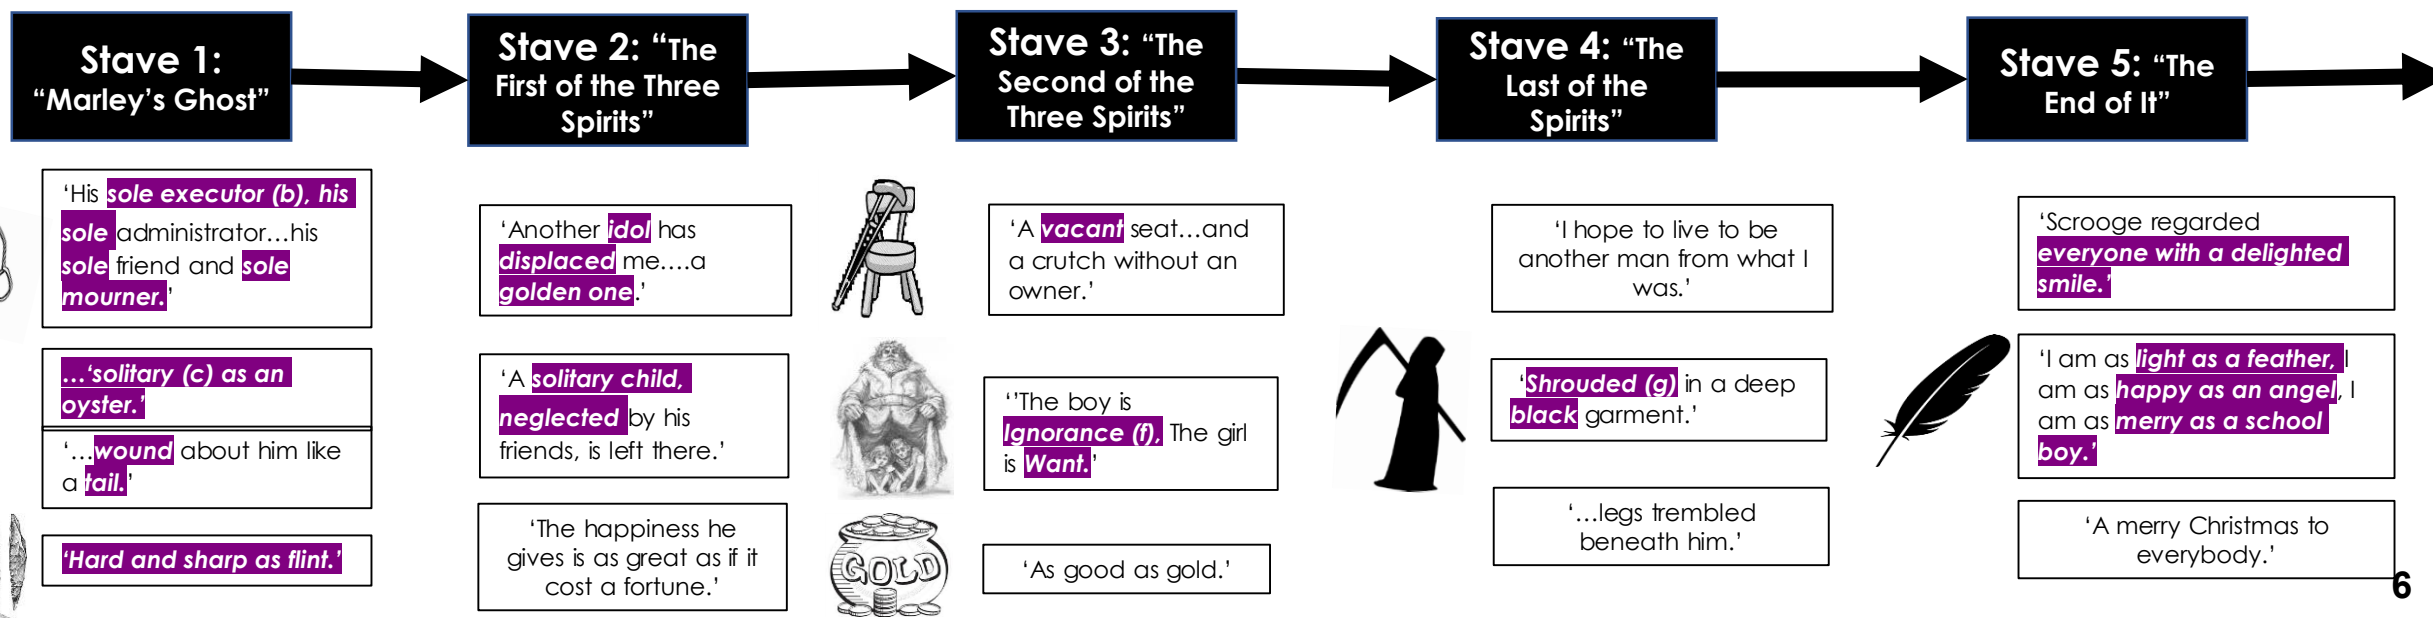 Stave 1:
“Marley’s Ghost”
Stave 2: “The
First of the Three
Spirits”
Stave 3: “The
Second of the
Three Spirits”
Stave 4: “The
Last of the
Spirits”
Stave 5: “The
End of It”
‘His sole executor (b), his
sole administrator…his
sole friend and sole
mourner.’
…‘solitary (c) as an
oyster.’
‘…wound about him like
a tail.’
‘Hard and sharp as flint.’
‘Another idol has
displaced me….a
golden one.’
‘A solitary child,
neglected by his
friends, is left there.’
‘The happiness he
gives is as great as if it
cost a fortune.’
‘A vacant seat…and
a crutch without an
owner.’
‘’The boy is
Ignorance (f), The girl
is Want.’
GOLD
‘As good as gold.’
‘I hope to live to be
another man from what I
was.’
‘Shrouded (g) in a deep
black garment.’
‘…legs trembled
beneath him.’
‘Scrooge regarded
everyone with a delighted
smile.’
‘I am as light as a feather, I
am as happy as an angel, I
am as merry as a school
boy.’
‘A merry Christmas to
everybody.’
6